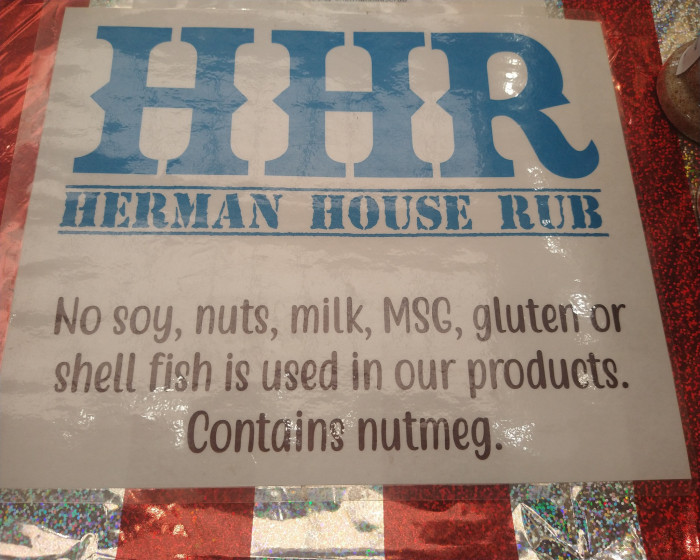 HHR
HERMAN HOUSE RUB
No soy, nuts, milk, MSG, gluten or
shell fish is used in our products.
Contains nutmeg.